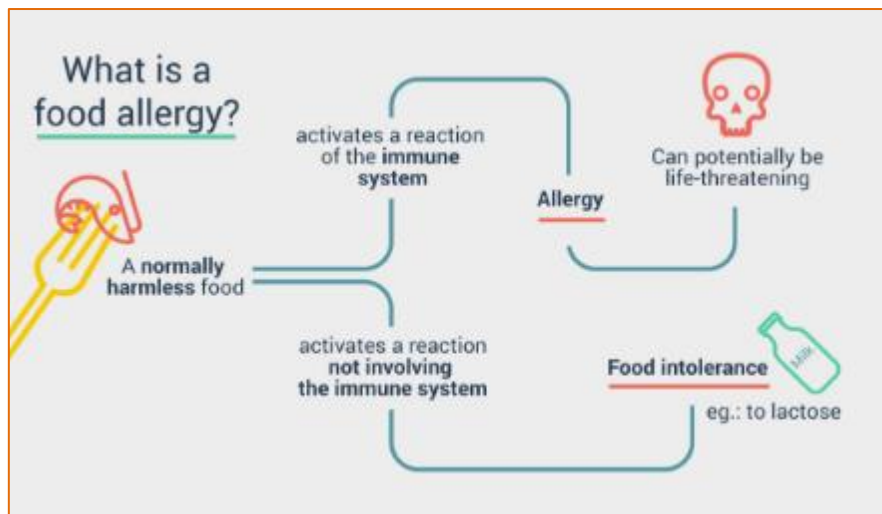 What is a
food allergy?
activates a reaction
of the immune
system
Allergy
Can potentially be
life-threatening
A normally
harmless food
activates a reaction
not involving
the immune system
Food intolerance
Milk
eg.: to lactose